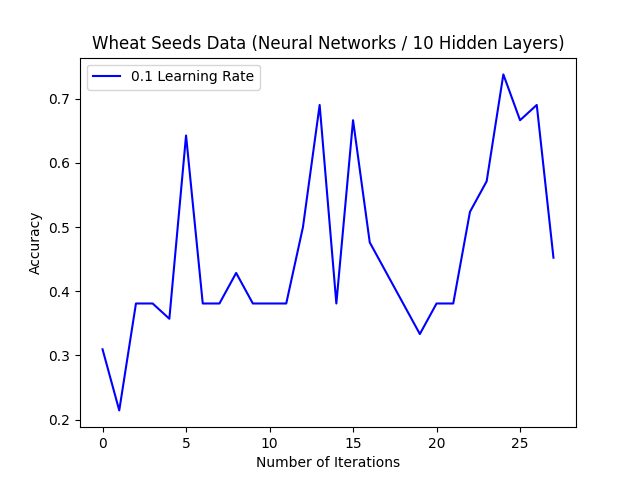 Wheat Seeds Data (Neural Networks / 10 Hidden Layers)
0.1 Learning Rate
0.7
0.6
0.5
0.4
0.3
0.2
Accuracy
0 5 10 15 20 25
Number of Iterations